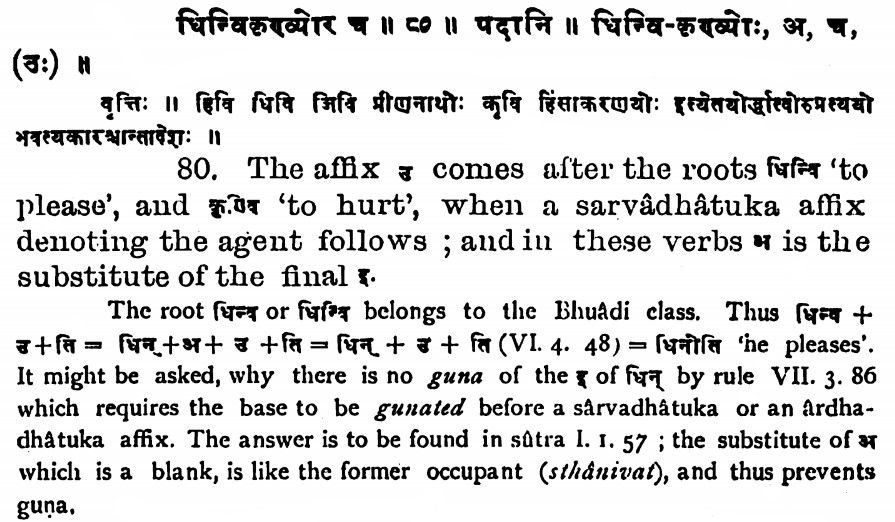 धिन्विकृण्व्योर च ॥ ८० ॥ पदानि ॥ धिन्वि-कृण्व्योः, अ, च,
(उः) ॥
वृत्तिः ॥ हिवि धिवि जिवि प्रीणनार्थाः कृवि हिंसाकरणयोः इत्येतयोर्द्धात्वोरुप्रत्ययो
भवत्यकारश्चान्तादेशः ॥
80. The affix उ comes after the roots धिन्वि 'to
please', and कृण्वि 'to hurt', when a sarvâdhâtuka affix
denoting the agent follows ; and in these verbs अ is the
substitute of the final इ.
The root धिन्व or धिन्वि belongs to the Bhuâdi class. Thus धिन्व +
उ+ति = धिन्+अ+ उ +ति = धिन् + उ + ति (VI. 4. 48) = धिनोति 'he pleases'.
It might be asked, why there is no guna of the इ of धिन् by rule VII. 3. 86
which requires the base to be gunated before a sârvadhâtuka or an ârdha-
dhâtuka affix. The answer is to be found in sûtra I. 1. 57 ; the substitute of अ
which is a blank, is like the former occupant (sthânivat), and thus prevents
guṇa.